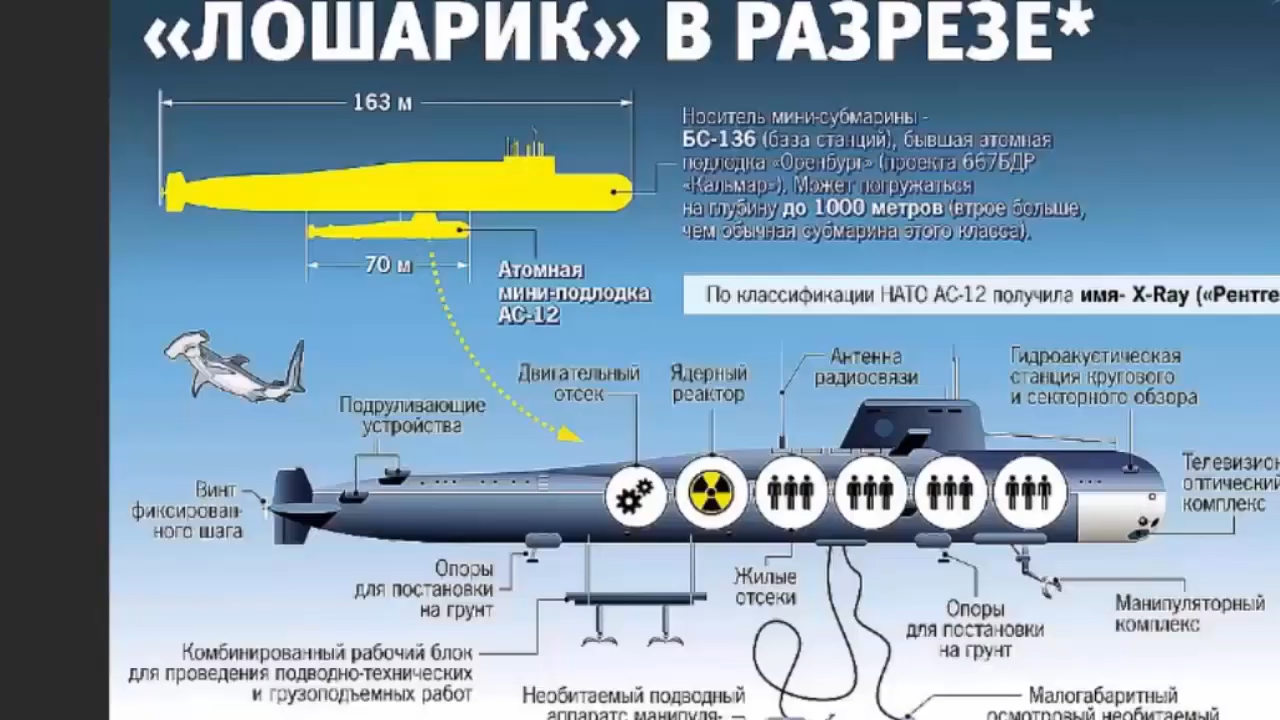 «ЛОШАРИК» В РАЗРЕЗЕ*
163 м
Носитель мини-субмарины -
БС-136 (база станций), бывшая атомная
подлодка «Оренбург» (проекта 667БДР
«Кальмар»). Может погружаться
на глубину до 1000 метров (втрое больше,
чем обычная субмарина этого класса).
70 м
Атомная
мини-подлодка
АС-12
По классификации НАТО АС-12 получила имя- X-Ray («Рентге
Подруливающие
устройства
Двигательный
отсек
Ядерный
реактор
Антенна
радиосвязи
Гидроакустическая
станция кругового
и секторного обзора
Телевизион
оптический
комплекс
Винт
фиксирован-
ного шага
Опоры
для постановки
на грунт
Жилые
отсеки
Опоры
для постановки
на грунт
Манипуляторный
комплекс
Комбинированный рабочий блок
для проведения подводно-технических
и грузоподъемных работ
Необитаемый подводный
аппарат манипуля-
Малогабаритный
осмотровый необитаемый